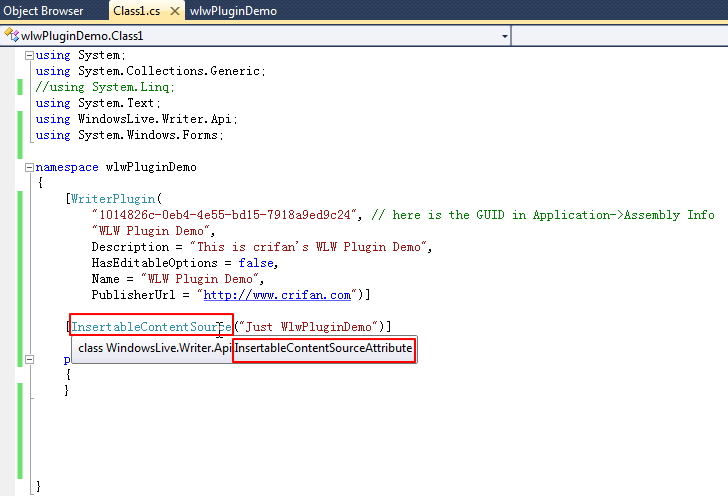 Object Browser Class1.cs wlwPluginDemo
wlwPluginDemo.Class1
using System;
using System.Collections.Generic;
//using System.Linq;
using System.Text;
using WindowsLive.Writer.Api;
using System.Windows.Forms;
namespace wlwPluginDemo
{
[WriterPlugin(
"1014826c-0eb4-4e55-bd15-7918a9ed9c24", // here is the GUID in Application->Assembly Info
"WLW Plugin Demo",
Description = "This is crifan's WLW Plugin Demo",
HasEditableOptions = false,
Name = "WLW Plugin Demo",
PublisherUrl = "http://www.crifan.com")]
[InsertableContentSource("Just WlwPluginDemo")]
class WindowsLive.Writer.Api InsertableContentSourceAttribute
p
{
}
}